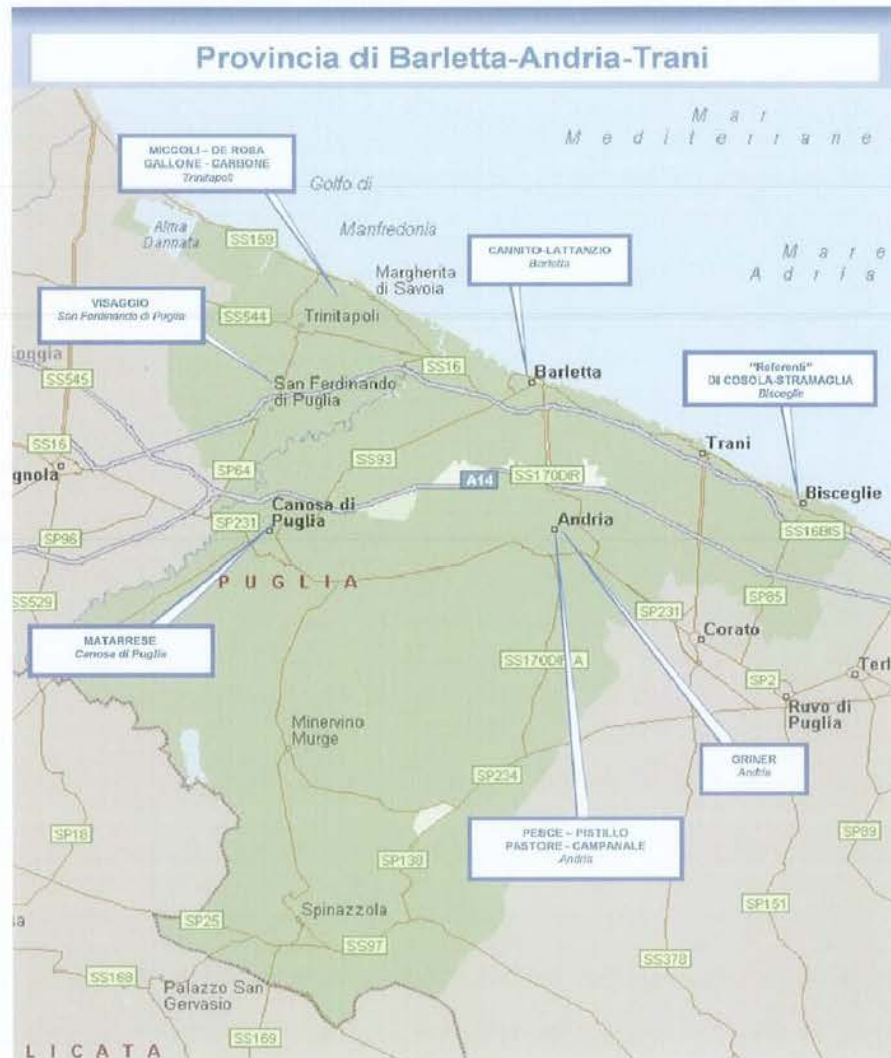 Provincia di Barletta-Andria-Trani
Mar
Mediterrane
MICCOLI - DE ROSA
GALLONE - CARBONE
Trinitapoli
Golfo di
Manfredonia
Alma
Dannata
SS159
CANNITO-LATTANZIO
Barletta
Mare
Adria
Margherita
di Savoia
VISAGGIO
San Ferdinando di Puglia
SS544
Trinitapoli
oggia
SS545
SS16
San Ferdinando
di Puglia
Barletta
"Referenti"
DI COSOLA-STRAMAGLIA
Bisceglie
SS16
gnola
SP64
SS93
A14
SS170DIR
Trani
Bisceglie
Canosa di
Puglia
SP231
Andria
SS16BIS
SP96
PUGLIA
SS529
SP231
SP85
Corato
MATARRESE
Canosa di Puglia
SS170DIR A
SP2
Terl
Ruvo di
Puglia
Minervino
Murge
GRINER
Andria
SP234
PESCE – PISTILLO
PASTORE - CAMPANALE
Andria
SP18
SP89
SP138
SP25
Spinazzola
SP151
sa
SS97
SS168
SS378
Palazzo San
Gervasio
SS169
LICATA